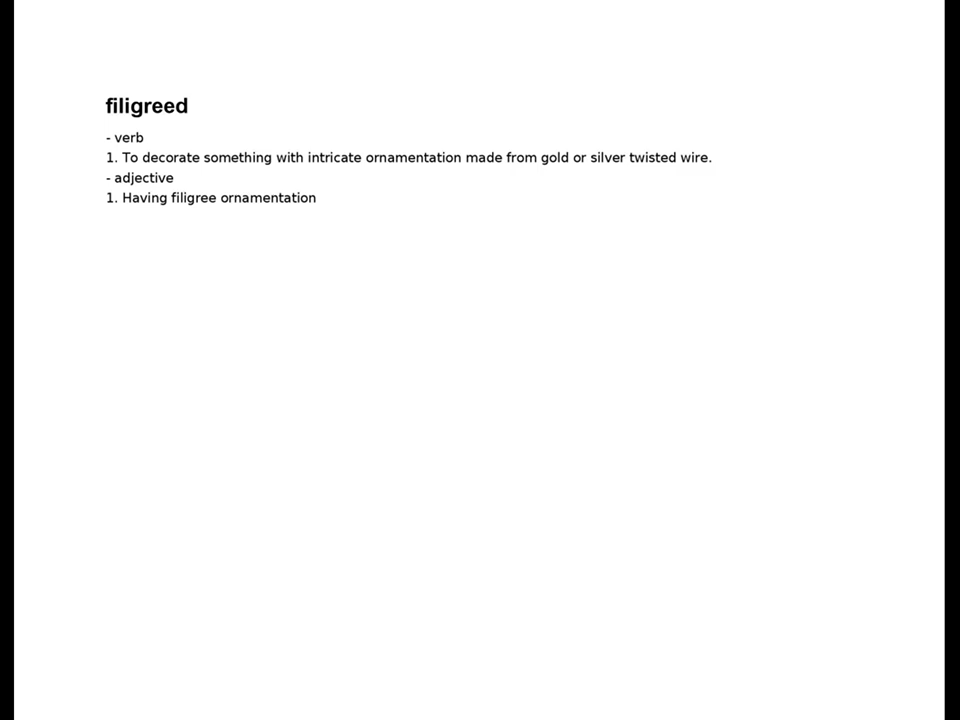 filigreed
- verb
1. To decorate something with intricate ornamentation made from gold or silver twisted wire.
- adjective
1. Having filigree ornamentation